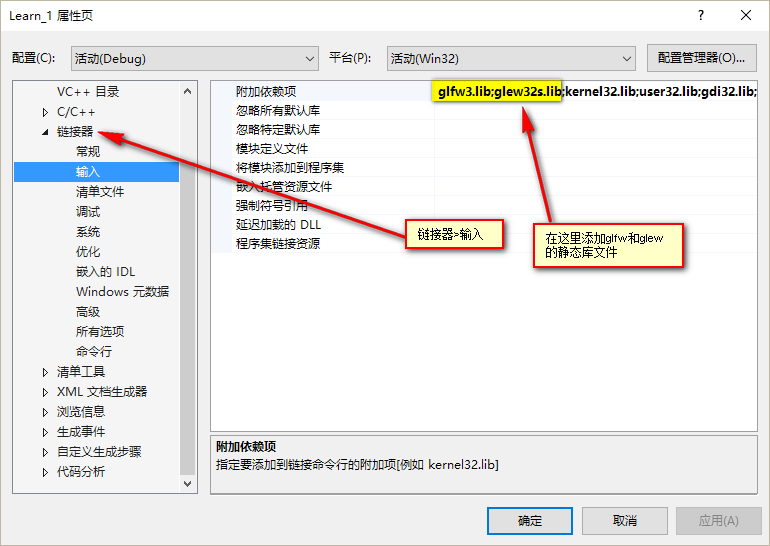 Learn_1 属性页
配置(C): 活动(Debug) 平台(P): 活动(Win32) 配置管理器(O)...
VC++ 目录
C/C++
链接器
常规
输入
清单文件
调试
系统
优化
嵌入的 IDL
Windows 元数据
高级
所有选项
命令行
清单工具
XML 文档生成器
浏览信息
生成事件
自定义生成步骤
代码分析
附加依赖项 glfw3.lib;glew32s.lib;kernel32.lib;user32.lib;gdi32.lib;
忽略所有默认库
忽略特定默认库
模块定义文件
将模块添加到程序集
嵌入托管资源文件
强制符号引用
延迟加载的 DLL
程序集链接资源
链接器>输入
在这里添加glfw和glew
的静态库文件
附加依赖项
指定要添加到链接命令行的附加项[例如 kernel32.lib]
确定 取消 应用(A)